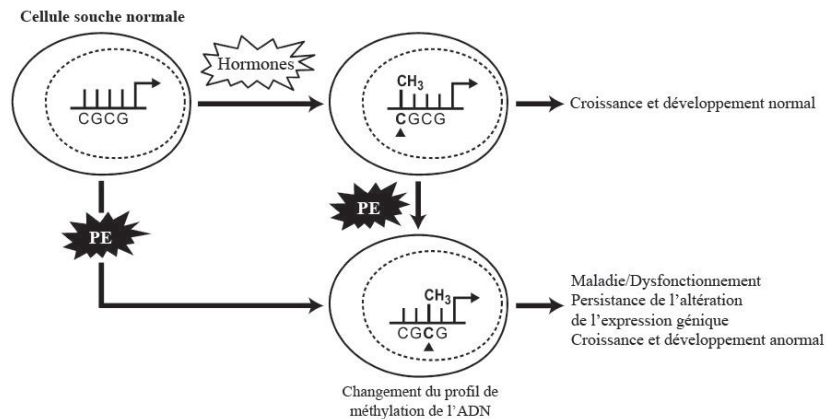 Cellule souche normale
Hormones
CGCG
CH₃
CGCG
Croissance et développement normal
PE
PE
CH₃
CGCG
Maladie/Dysfonctionnement
Persistance de l'altération
de l'expression génique
Croissance et développement anormal
Changement du profil de
méthylation de l'ADN